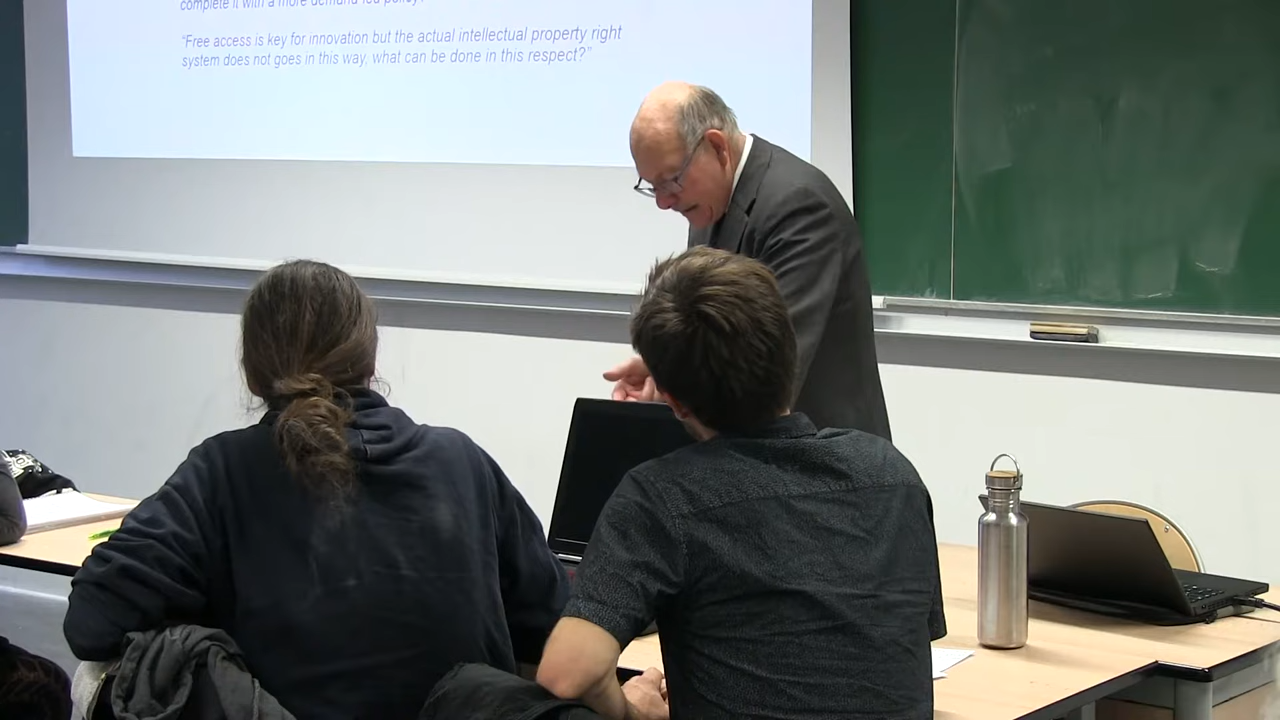 complete it with a more demand led policy?
“Free access is key for innovation but the actual intellectual property right
system does not goes in this way, what can be done in this respect?”